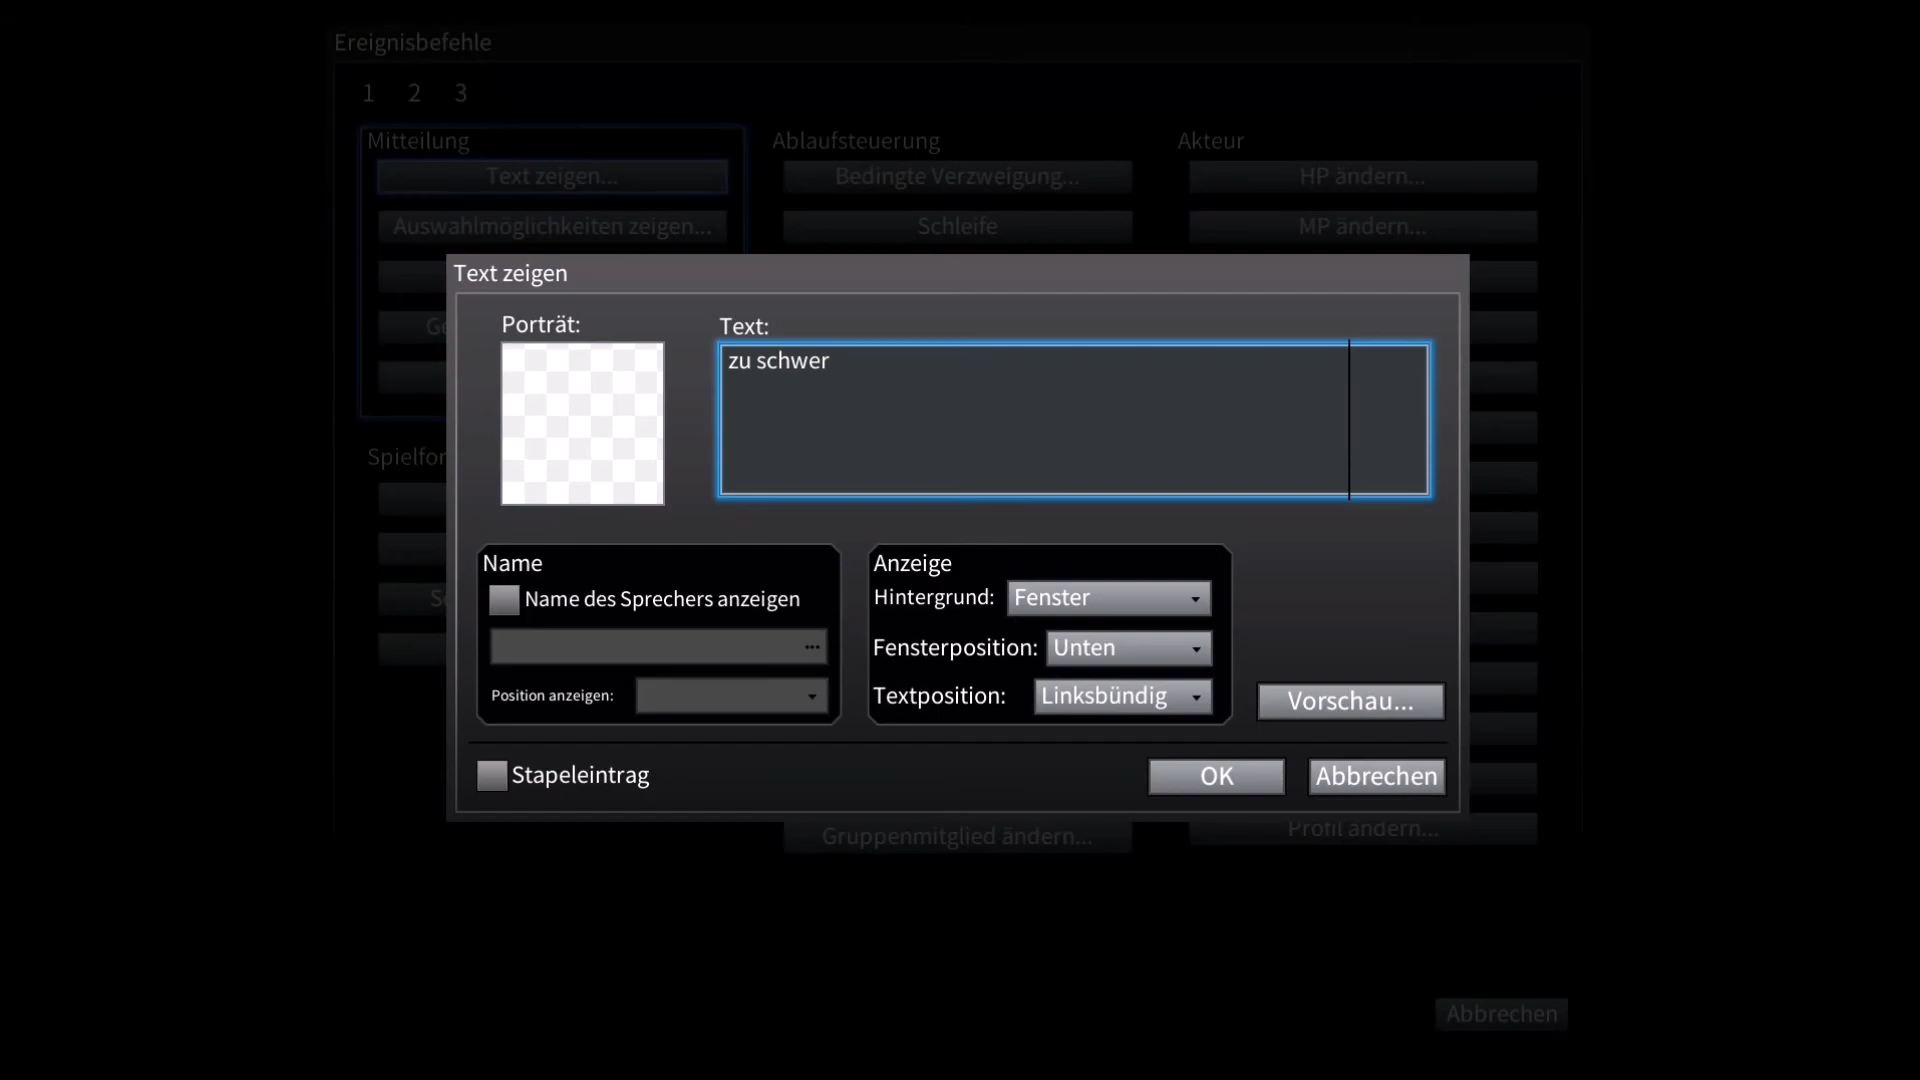 Ereignisbefehle
1 2 3
Mitteilung
Text zeigen...
Auswahlmöglichkeiten zeigen...
Ablaufsteuerung
Bedingte Verzweigung...
Schleife
Akteur
HP ändern...
MP ändern...
Text zeigen
Porträt:
Text:
zu schwer
Name
Name des Sprechers anzeigen
...
Position anzeigen:
Anzeige
Hintergrund: Fenster
Fensterposition: Unten
Textposition: Linksbündig
Vorschau...
Stapeleintrag
OK
Abbrechen
Gruppenmitglied ändern...
Profil ändern...
Abbrechen